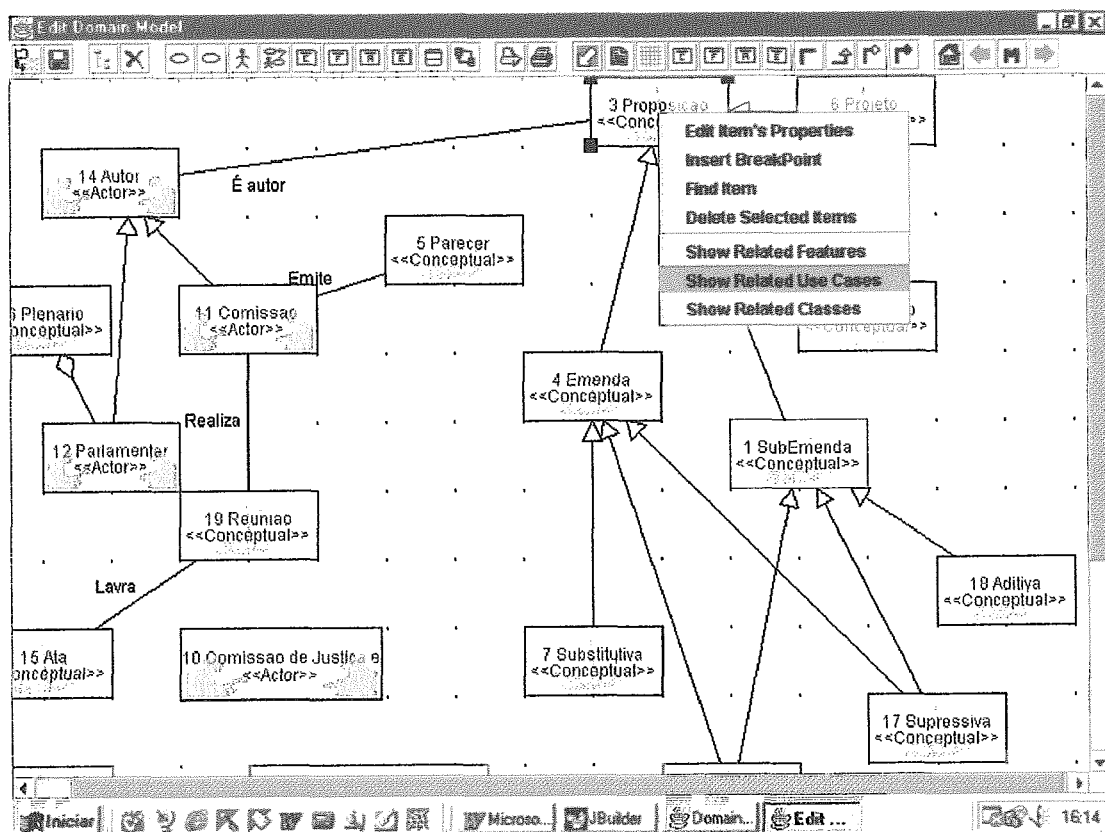 Edit Domain Model
3 Proposicao
6 Projeto
Edit Item's Properties
Insert BreakPoint
Find Item
Delete Selected Items
Show Related Features
Show Related Use Cases
Show Related Classes
14 Autor
<<Actor>>
É autor
5 Parecer
<<Conceptual>>
Emite
Plenario
11 Comissao
<<Actor>>
4 Emenda
<<Conceptual>>
Realiza
12 Parlamentar
<<Actor>>
1 SubEmenda
<<Conceptual>>
19 Reuniao
<<Conceptual>>
Lavra
18 Aditiva
<<Conceptual>>
15 Ata
10 Comissao de Justica e
<<Actor>>
7 Substitutiva
<<Conceptual>>
17 Supressiva
<<Conceptual>>
Iniciar
Microso...
JBuilder
Domain...
Edit ...
16:14